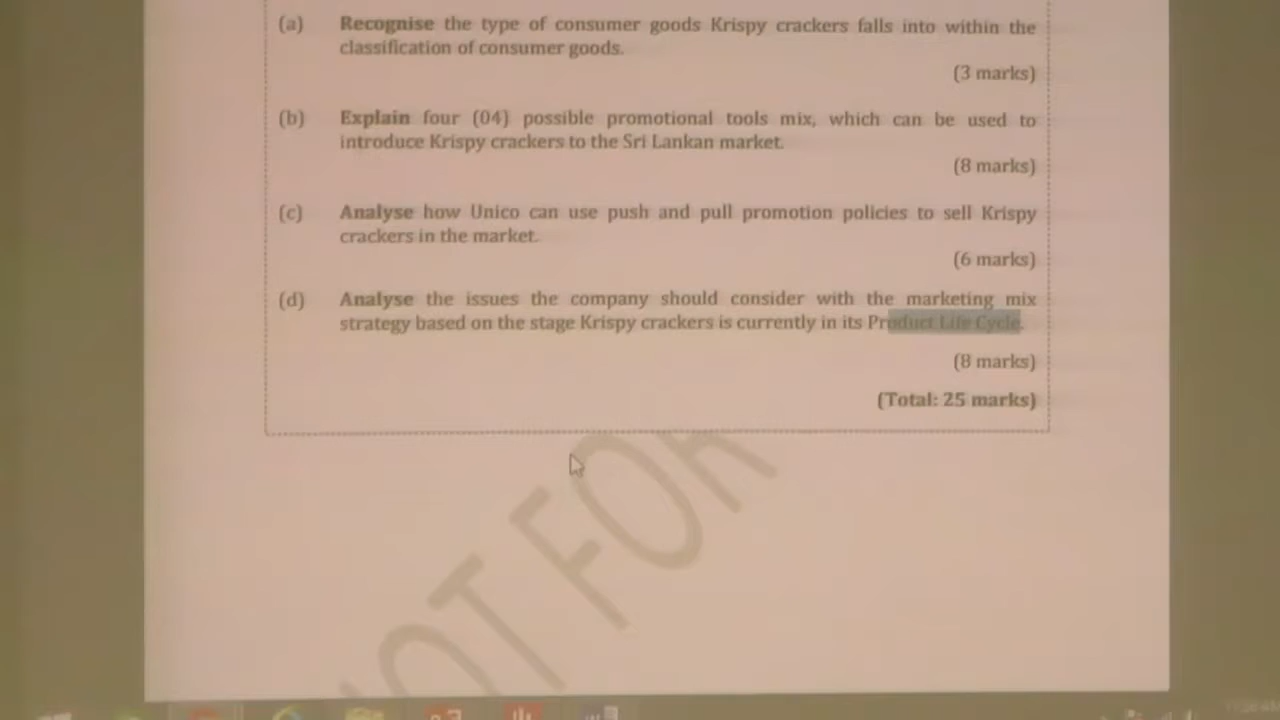 (a) Recognise the type of consumer goods Krispy crackers falls into within the
classification of consumer goods.
(3 marks)
(b) Explain four (04) possible promotional tools mix, which can be used to
introduce Krispy crackers to the Sri Lankan market.
(8 marks)
(c) Analyse how Unico can use push and pull promotion policies to sell Krispy
crackers in the market.
(6 marks)
(d) Analyse the issues the company should consider with the marketing mix
strategy based on the stage Krispy crackers is currently in its Product Life Cycle.
(8 marks)
(Total: 25 marks)
NOT FOR